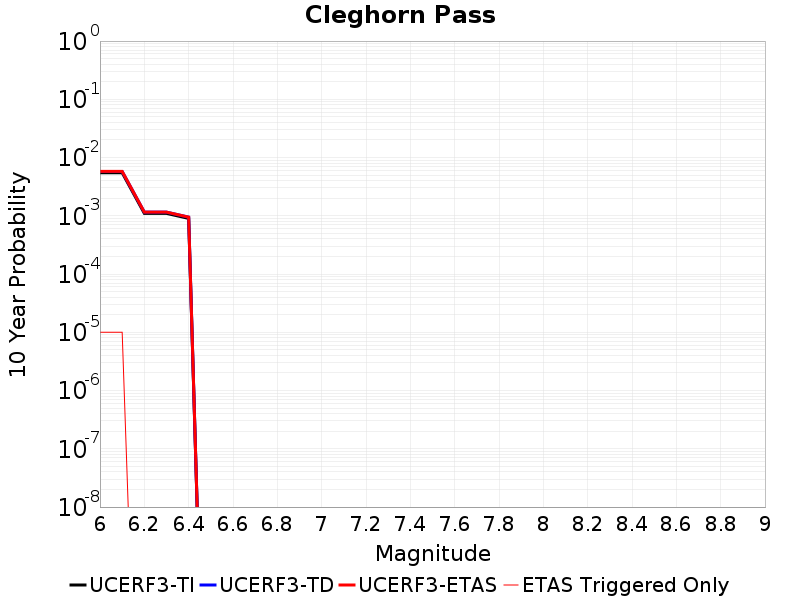 Cleghorn Pass
10 Year Probability
10^0
10^-1
10^-2
10^-3
10^-4
10^-5
10^-6
10^-7
10^-8
6 6.2 6.4 6.6 6.8 7 7.2 7.4 7.6 7.8 8 8.2 8.4 8.6 8.8 9
Magnitude
UCERF3-TI UCERF3-TD UCERF3-ETAS ETAS Triggered Only